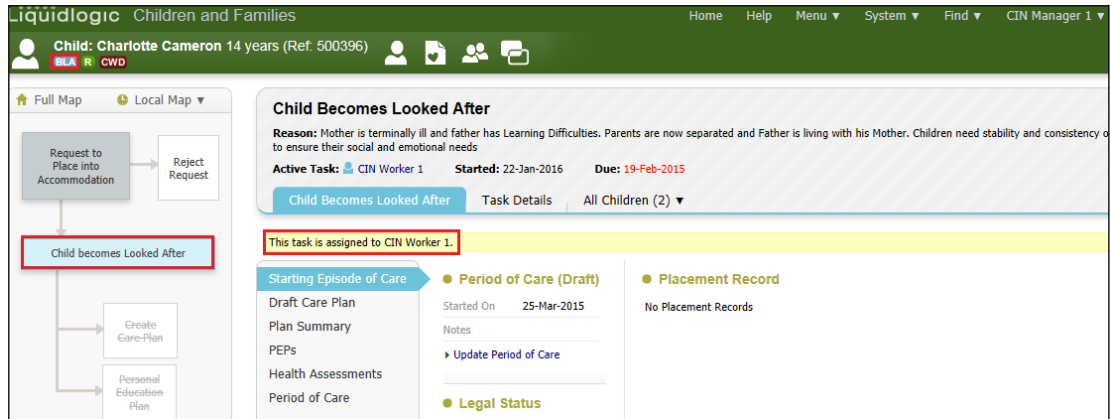 Liquidlogic Children and Families
Home Help Menu ▼ System ▼ Find ▼ CIN Manager 1 ▼
Child: Charlotte Cameron 14 years (Ref: 500396)
BLA R CWD
Full Map Local Map ▼
Request to
Place into
Accommodation
Reject
Request
Child becomes Looked After
Create
Care Plan
Personal
Education
Plan
Child Becomes Looked After
Reason: Mother is terminally ill and father has Learning Difficulties. Parents are now separated and Father is living with his Mother. Children need stability and consistency o
to ensure their social and emotional needs
Active Task: CIN Worker 1 Started: 22-Jan-2016 Due: 19-Feb-2015
Child Becomes Looked After Task Details All Children (2) ▼
This task is assigned to CIN Worker 1.
Starting Episode of Care
Draft Care Plan
Plan Summary
PEPs
Health Assessments
Period of Care
Period of Care (Draft)
Started On 25-Mar-2015
Notes
Update Period of Care
Legal Status
Placement Record
No Placement Records